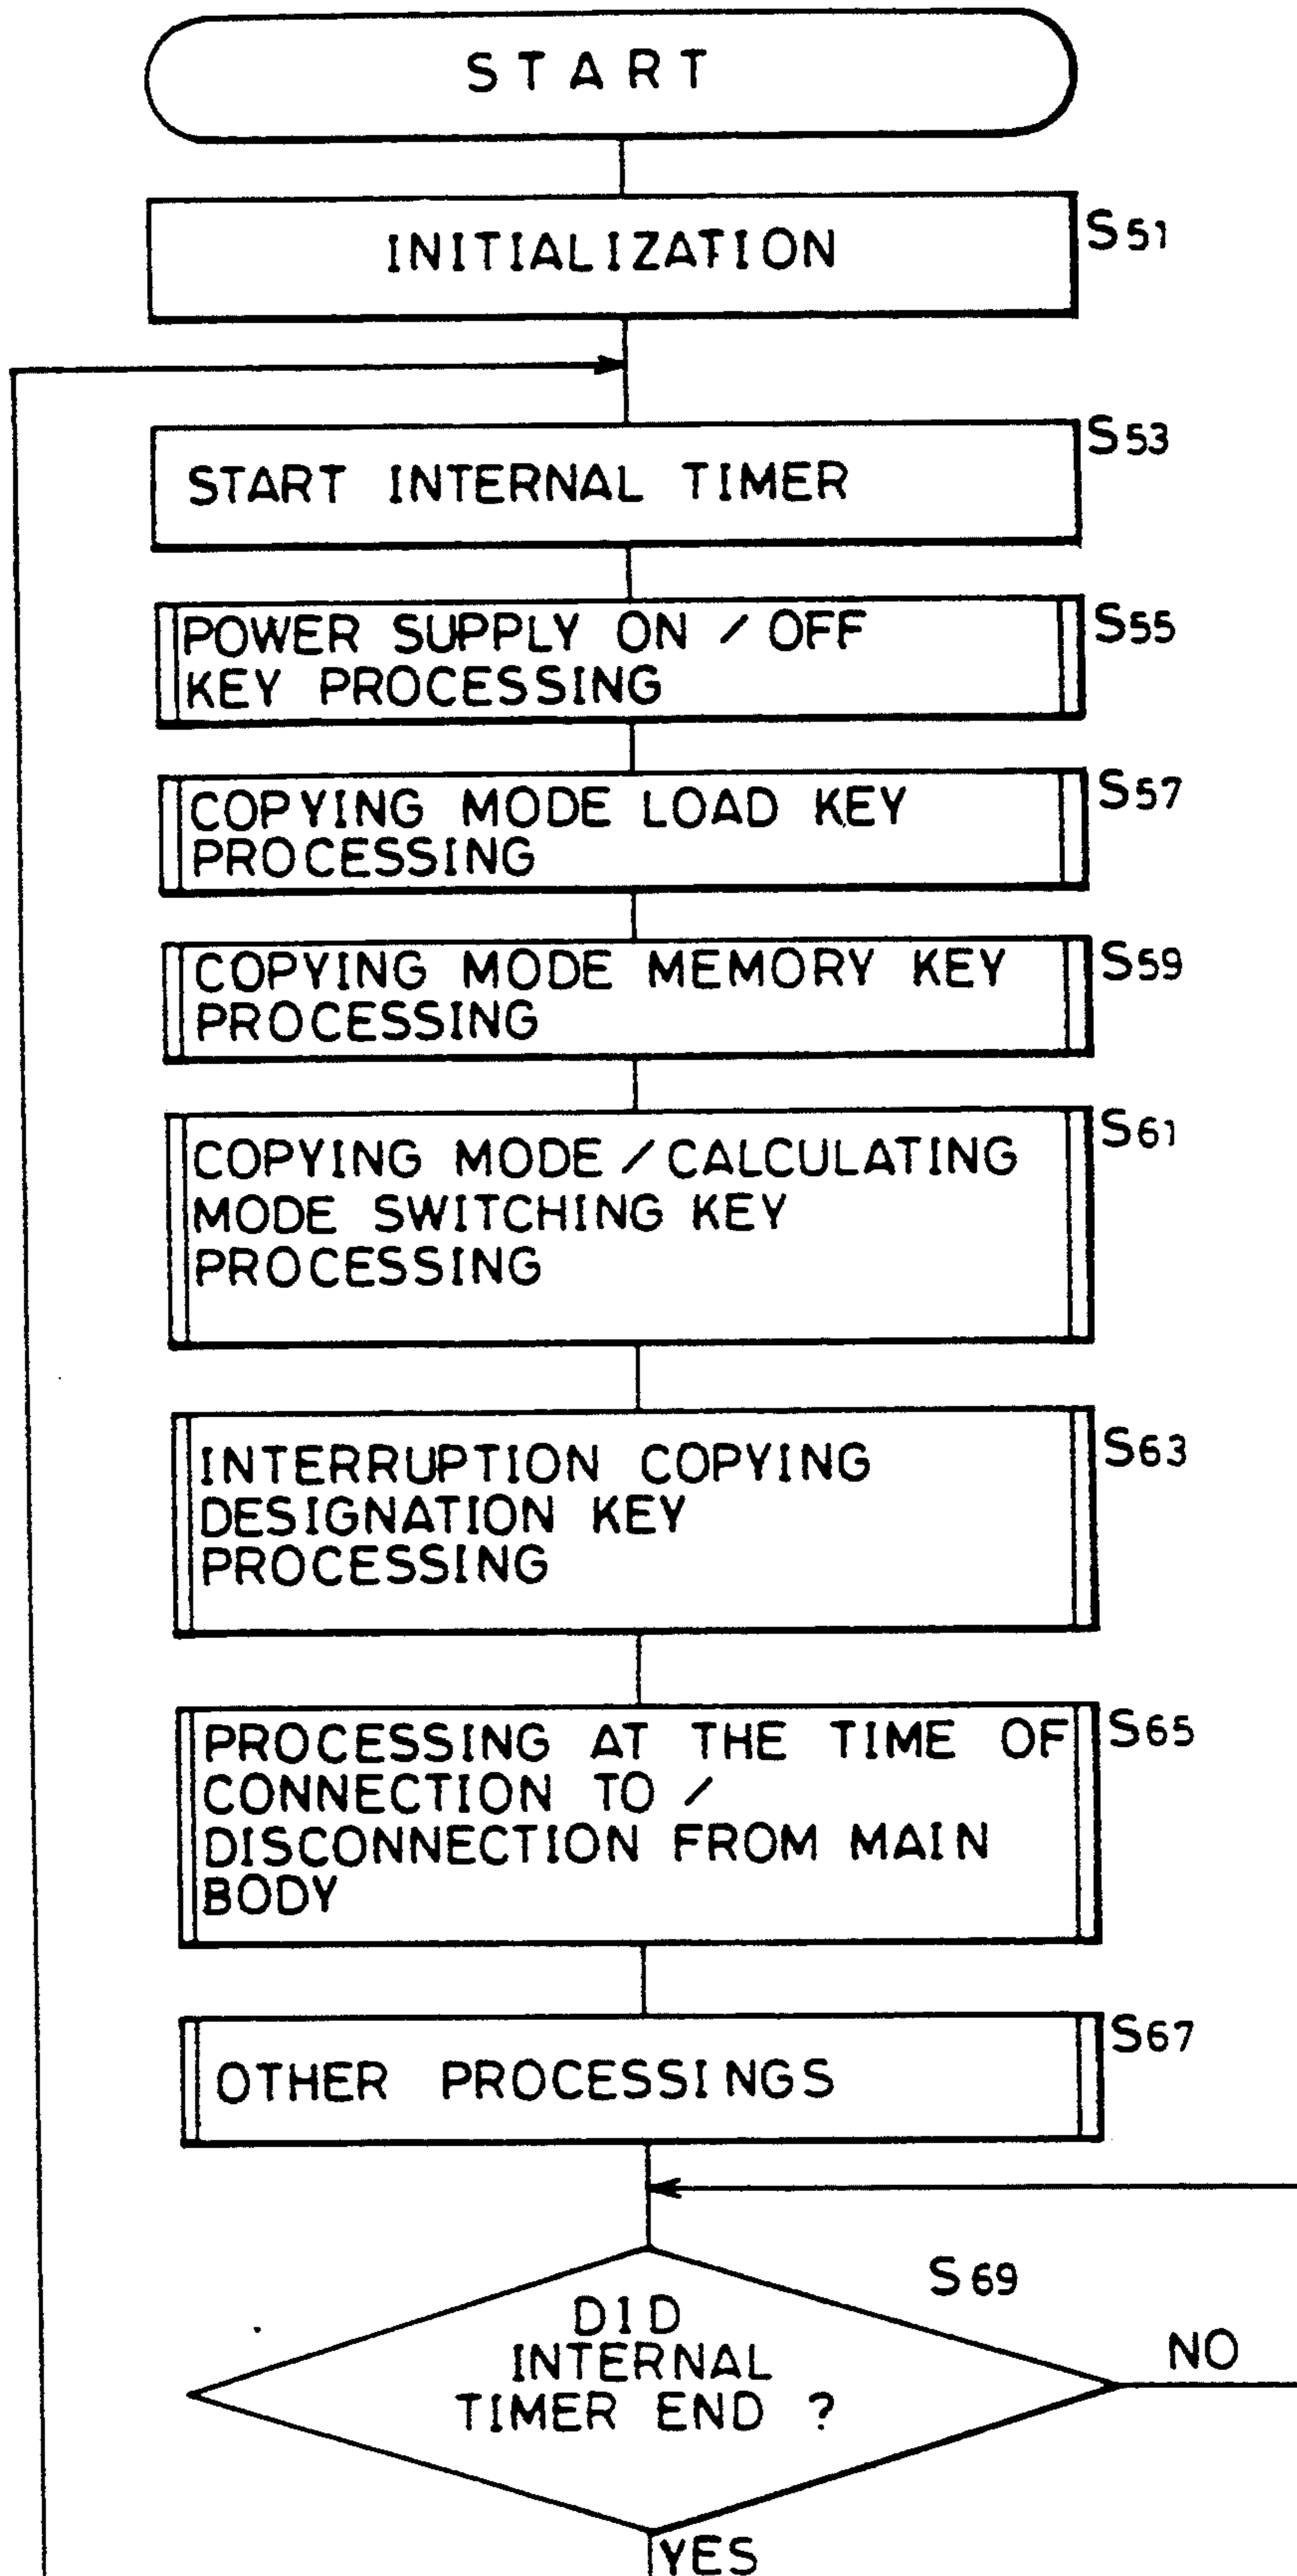 START
INITIALIZATION
S51
START INTERNAL TIMER
S53
POWER SUPPLY ON / OFF
KEY PROCESSING
S55
COPYING MODE LOAD KEY
PROCESSING
S57
COPYING MODE MEMORY KEY
PROCESSING
S59
COPYING MODE / CALCULATING
MODE SWITCHING KEY
PROCESSING
S61
INTERRUPTION COPYING
DESIGNATION KEY
PROCESSING
S63
PROCESSING AT THE TIME OF
CONNECTION TO /
DISCONNECTION FROM MAIN
BODY
S65
OTHER PROCESSINGS
S67
S69
DID
INTERNAL
TIMER END ?
NO
YES